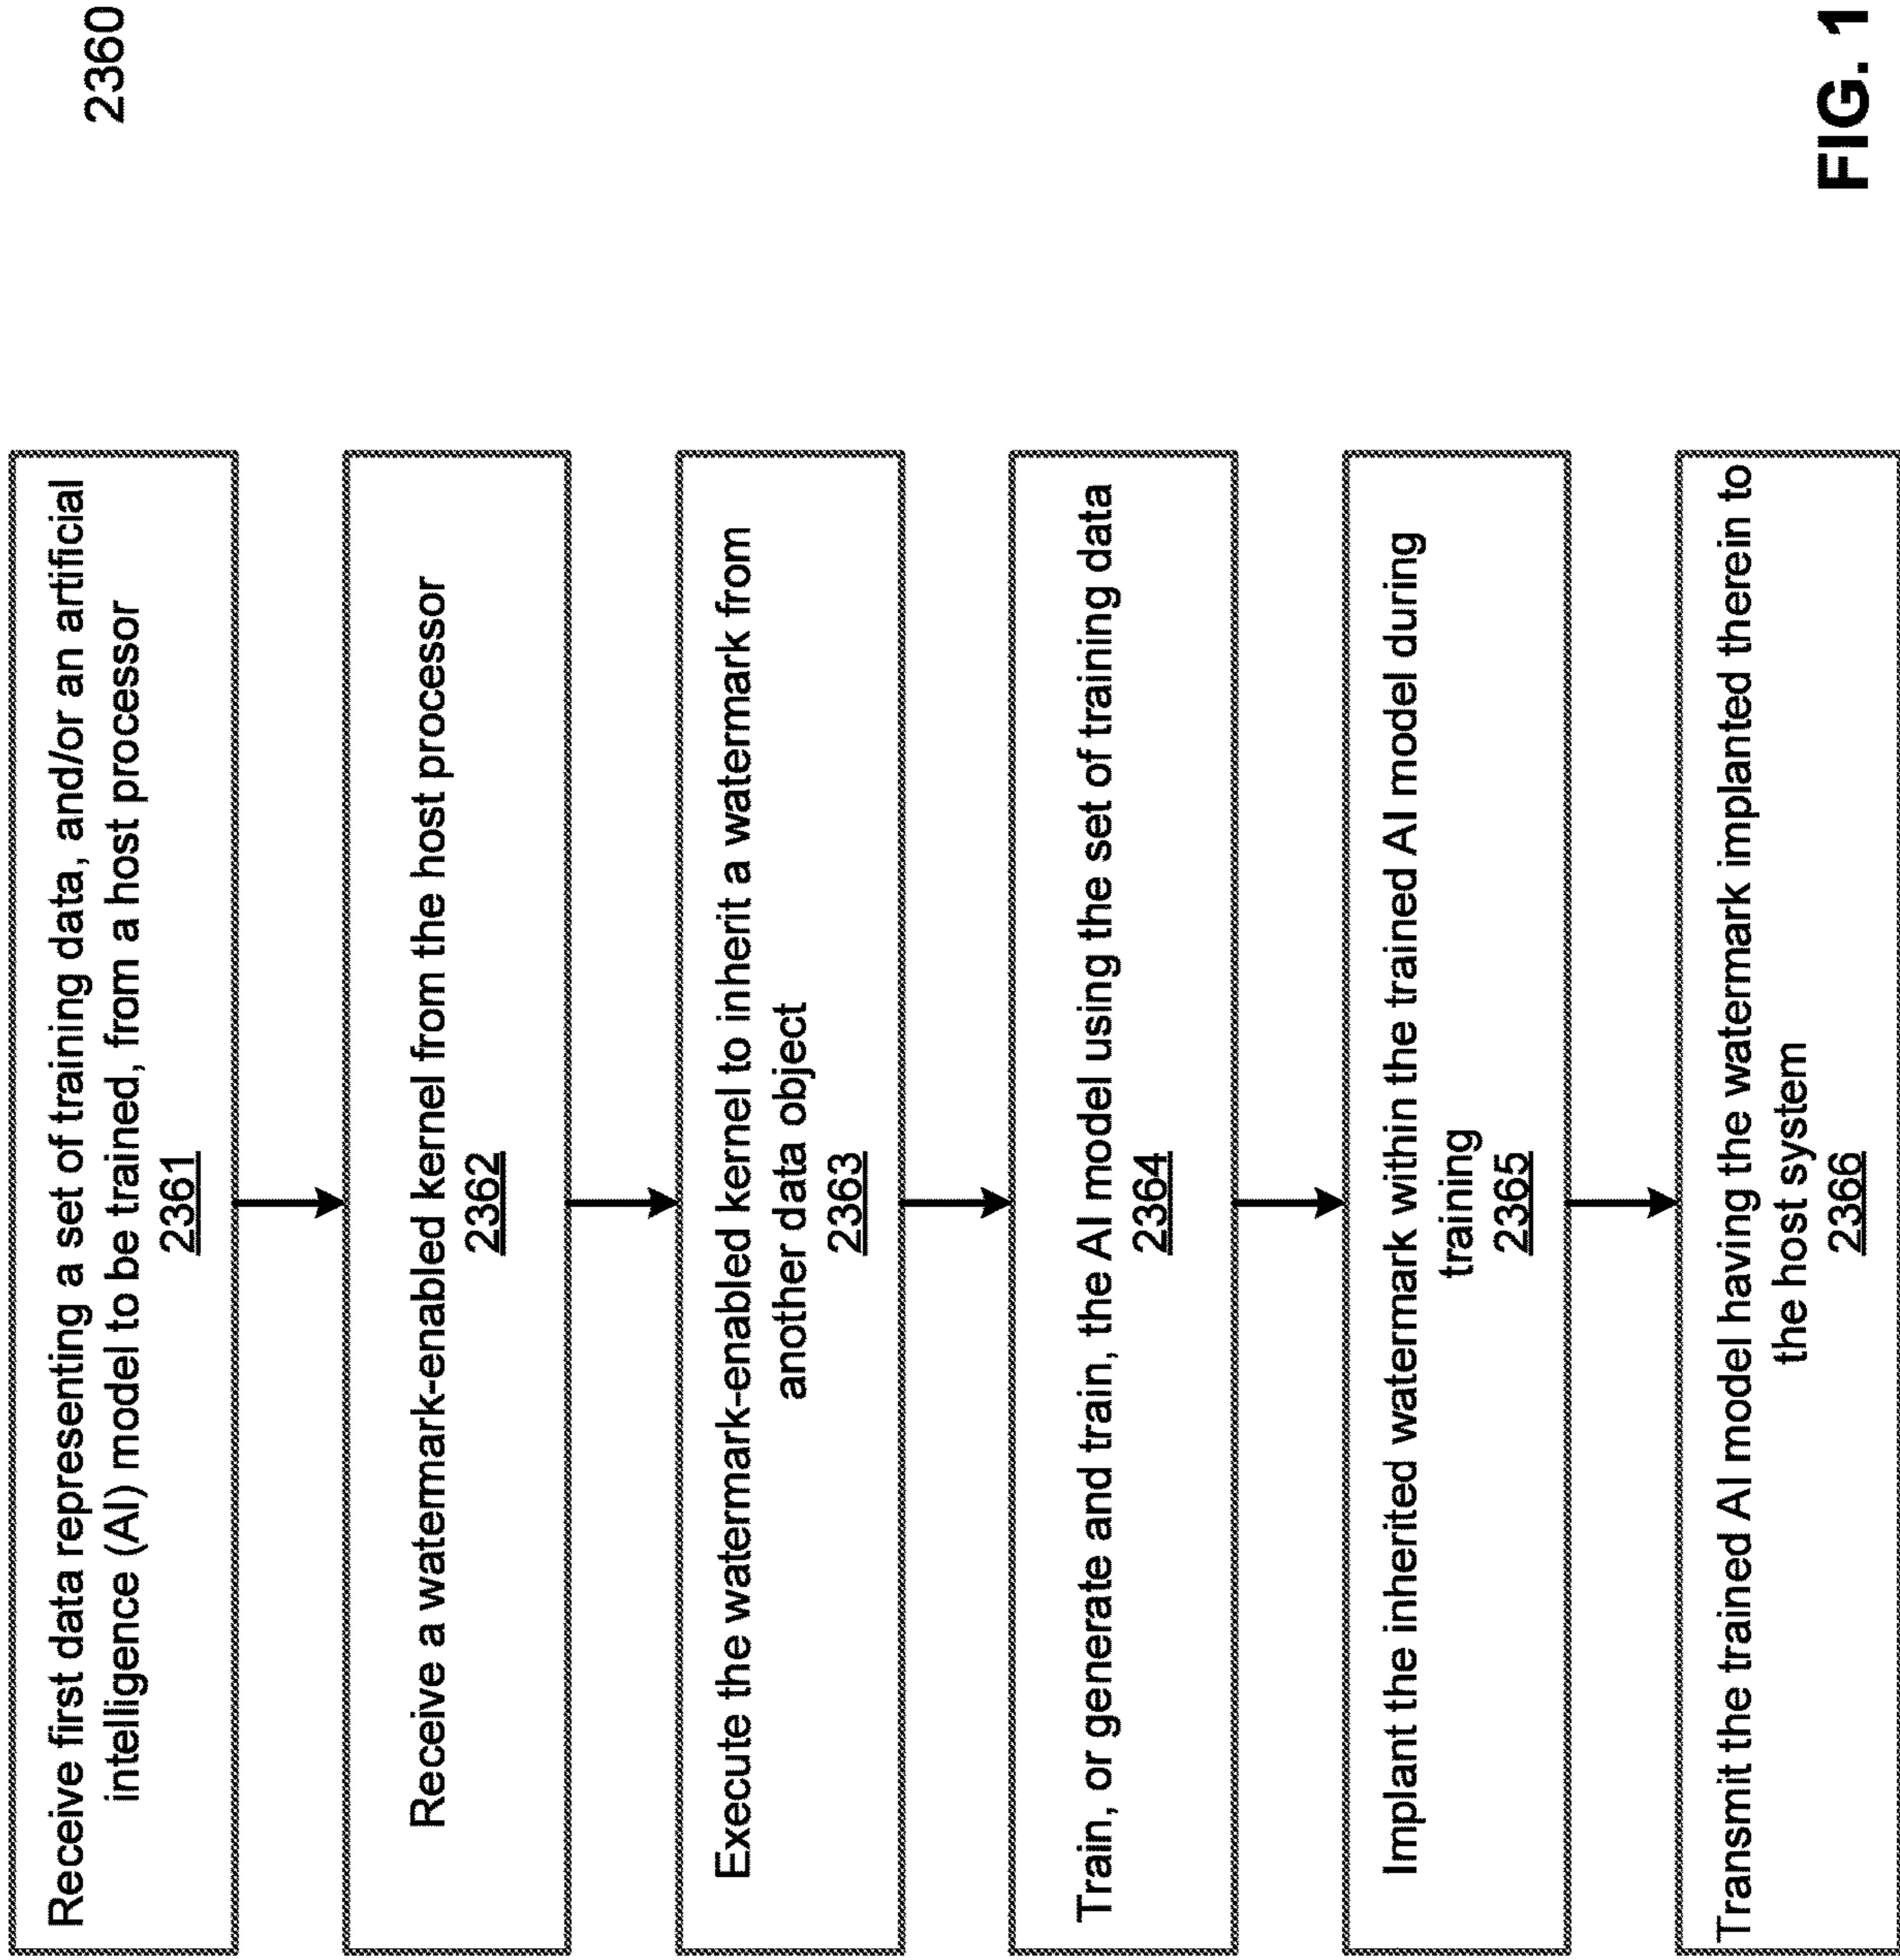 2360
Receive first data representing a set of training data, and/or an artificial
intelligence (AI) model to be trained, from a host processor
2361
Receive a watermark-enabled kernel from the host processor
2362
Execute the watermark-enabled kernel to inherit a watermark from
another data object
2363
Train, or generate and train, the AI model using the set of training data
2364
Implant the inherited watermark within the trained AI model during
training
2365
Transmit the trained AI model having the watermark implanted therein to
the host system
2366
FIG. 1